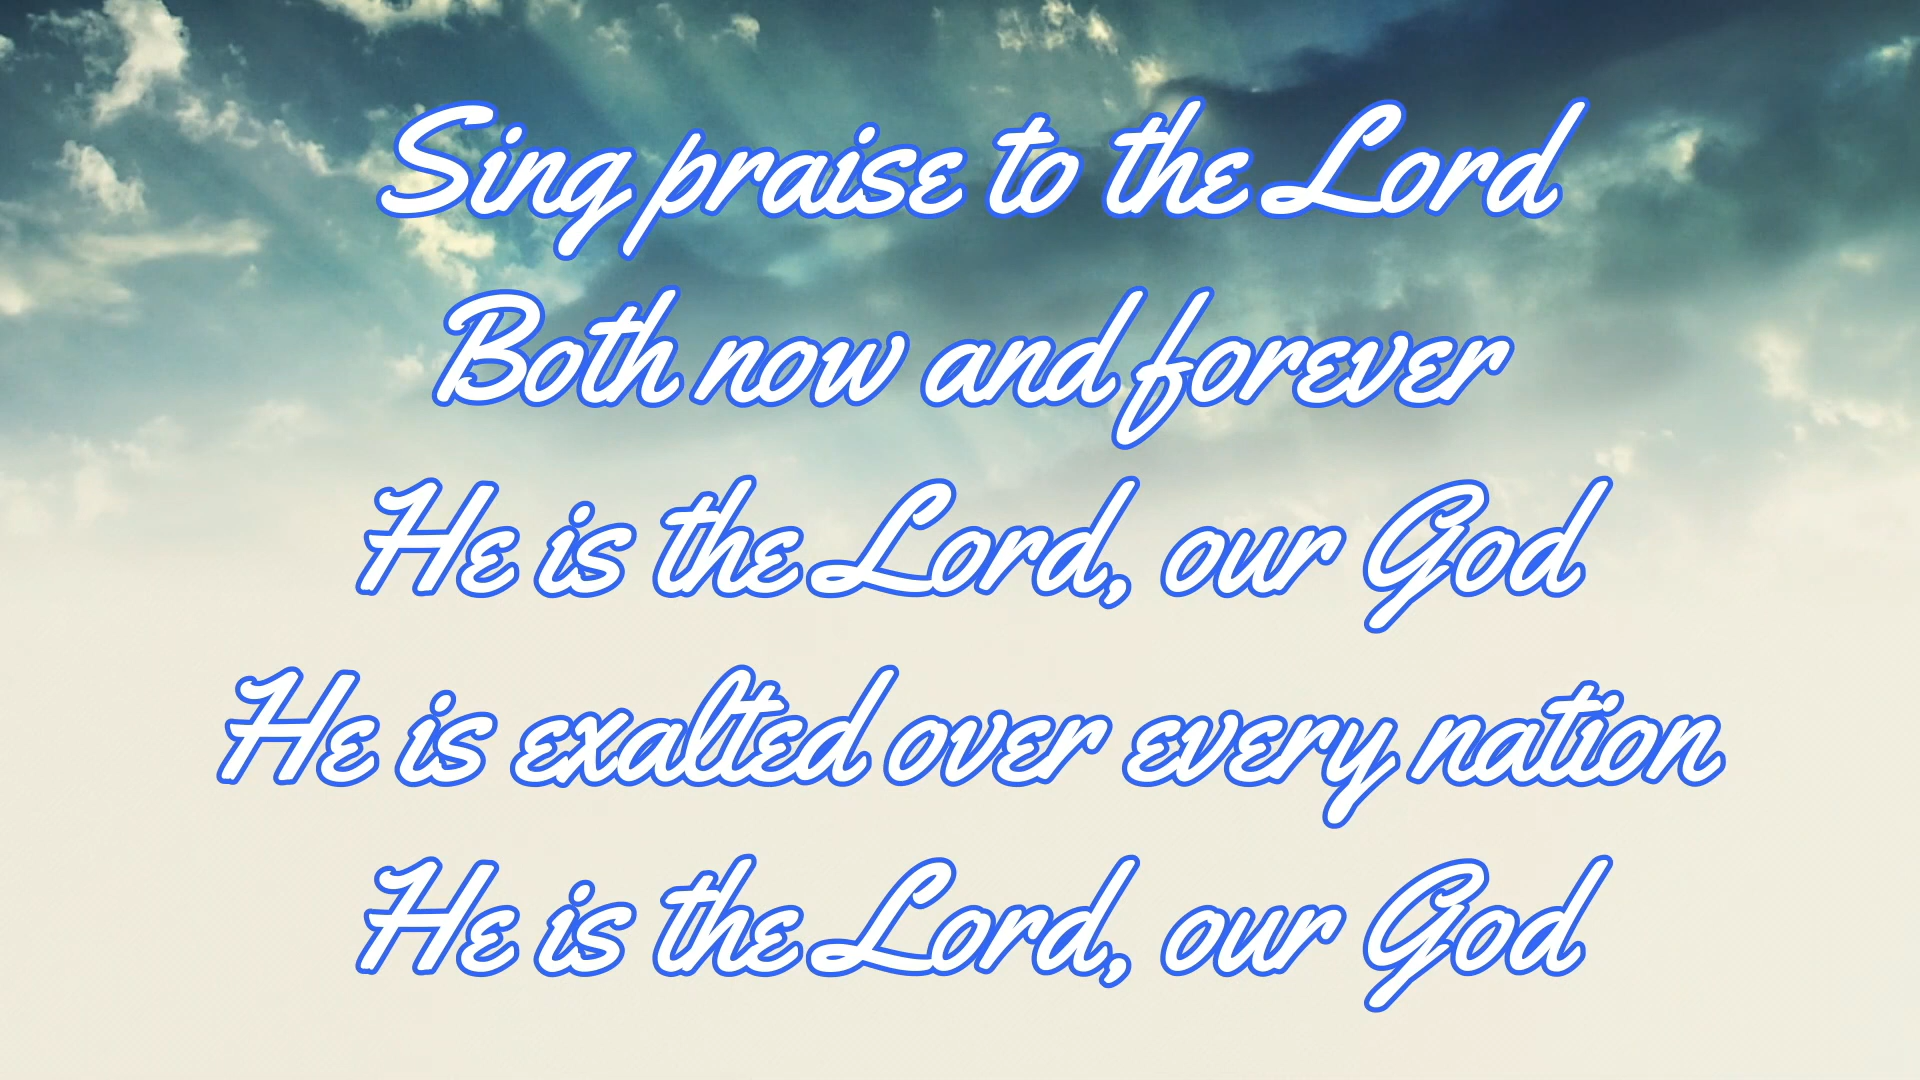 Sing praise to the Lord
Both now and forever
He is the Lord, our God
He is exalted over every nation
He is the Lord, our God